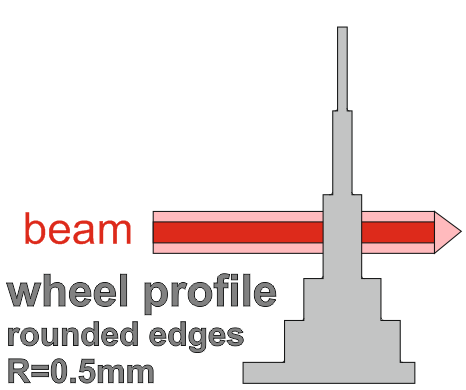 beam
wheel profile
rounded edges
R=0.5mm